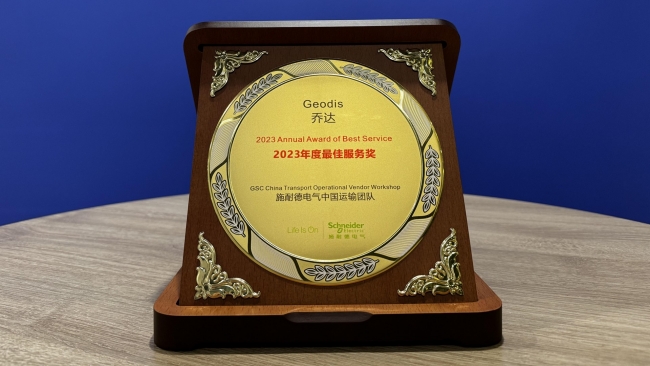 Geodis
乔达
2023 Annual Award of Best Service
2023年度最佳服务奖
GSC China Transport Operational Vendor Workshop
施耐德电气中国运输团队
Life Is On
Schneider
Electric
施耐德电气